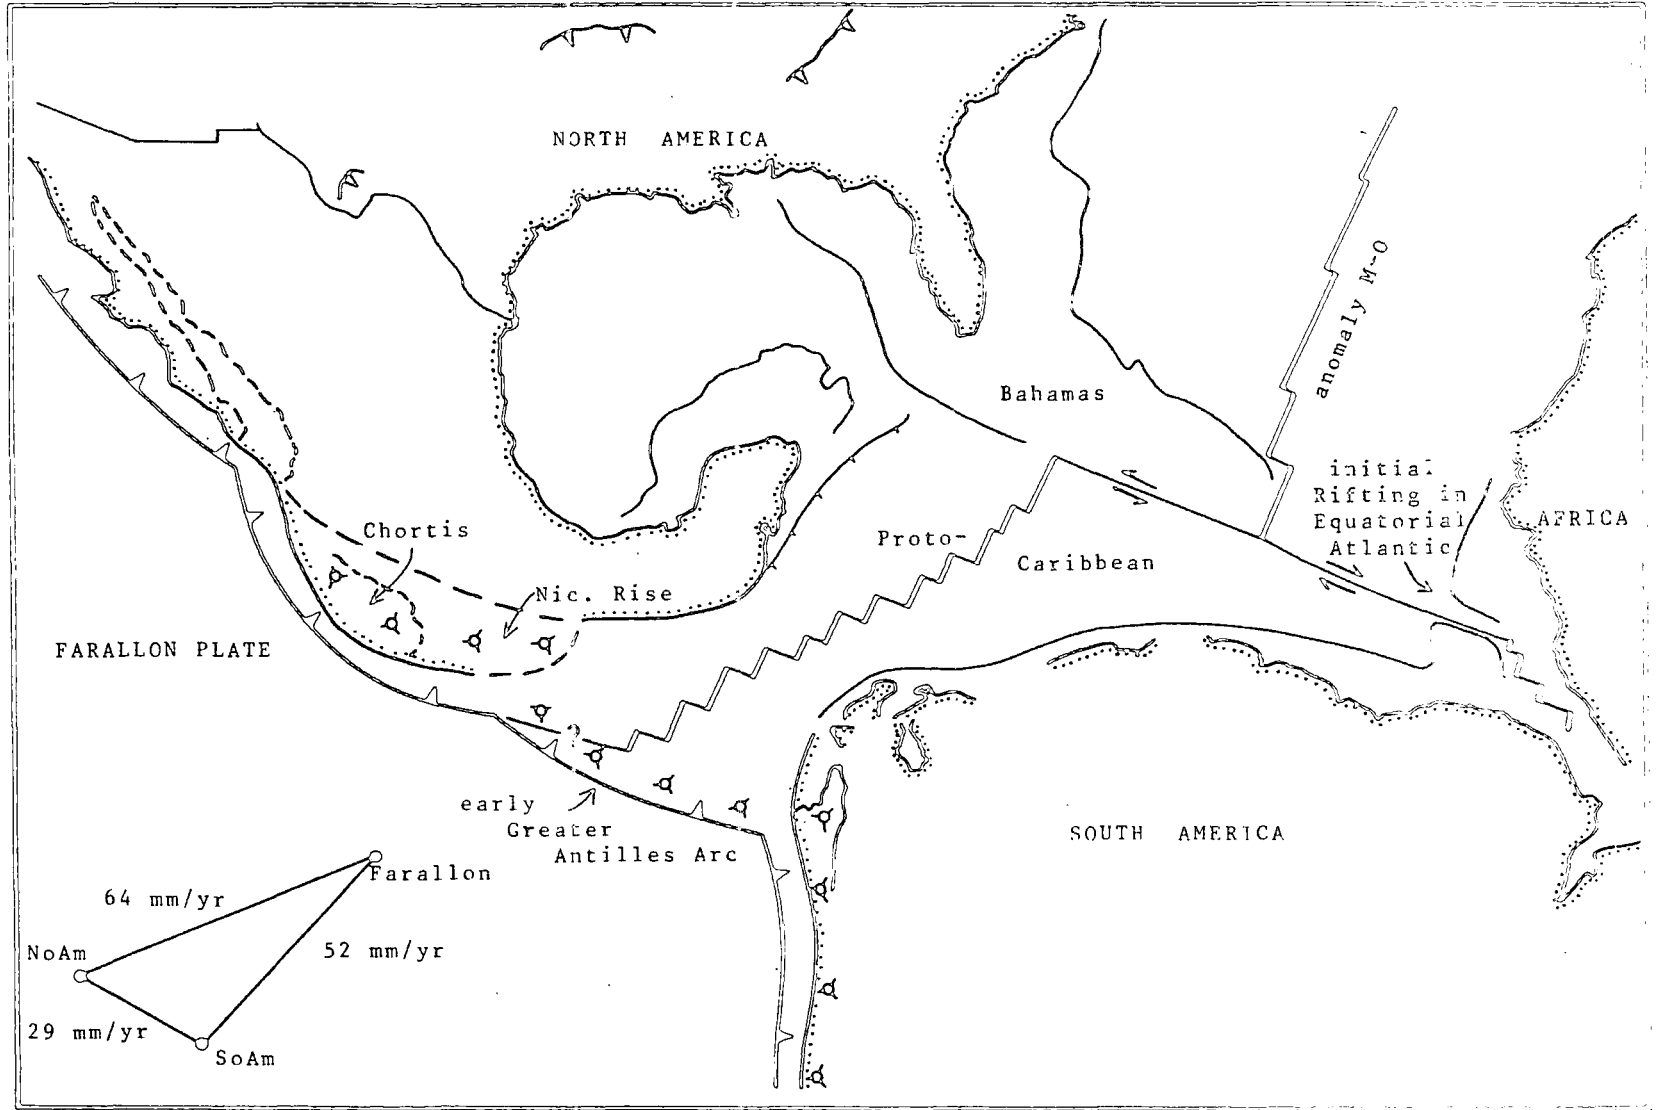 NORTH AMERICA
anomaly M-O
Bahamas
initial
Rifting in
Equatorial
Atlantic
AFRICA
Chortis
Proto-
Caribbean
Nic. Rise
FARALLON PLATE
early
Greater
Antilles Arc
SOUTH AMERICA
Farallon
64 mm/yr
52 mm/yr
NoAm
29 mm/yr
SoAm